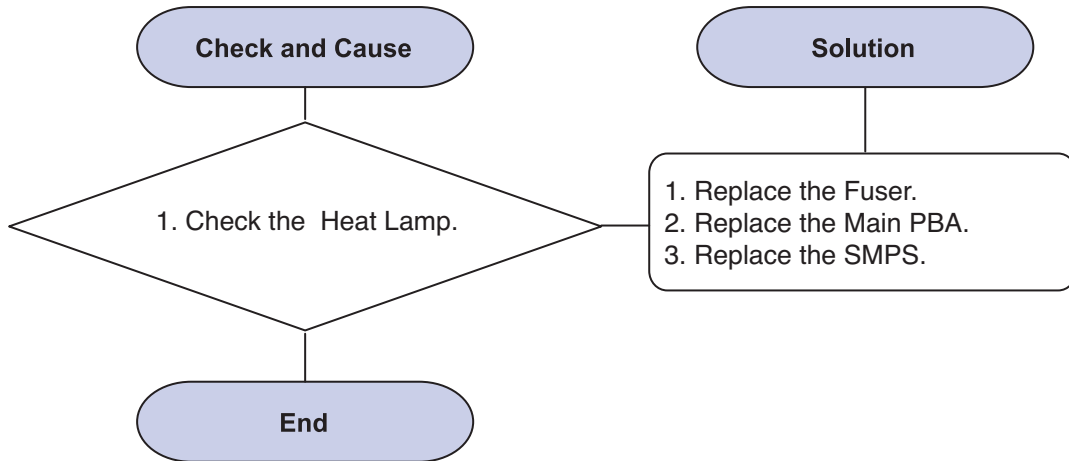 Check and Cause
Solution
1. Check the Heat Lamp.
1. Replace the Fuser.
2. Replace the Main PBA.
3. Replace the SMPS.
End